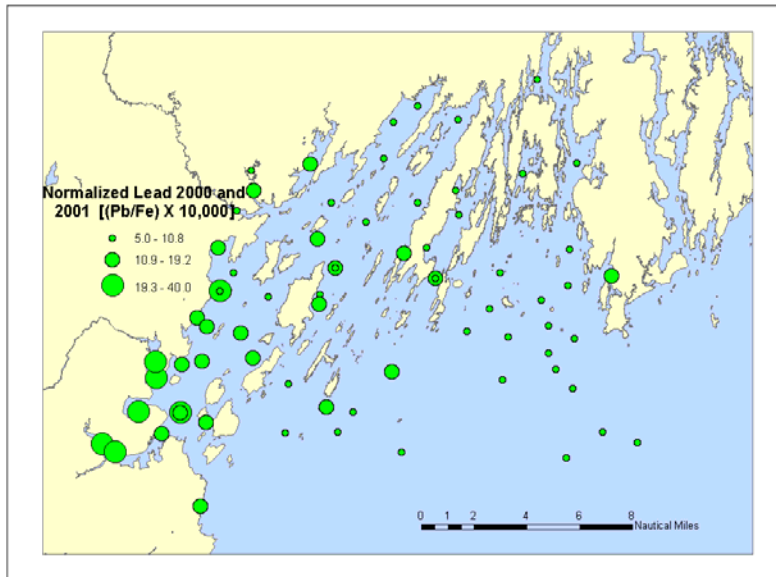 Normalized Lead 2000 and
2001 [(Pb/Fe) X 10,000]
5.0 - 10.8
10.9 - 19.2
19.3 - 40.0
0 1 2 4 6 8
Nautical Miles